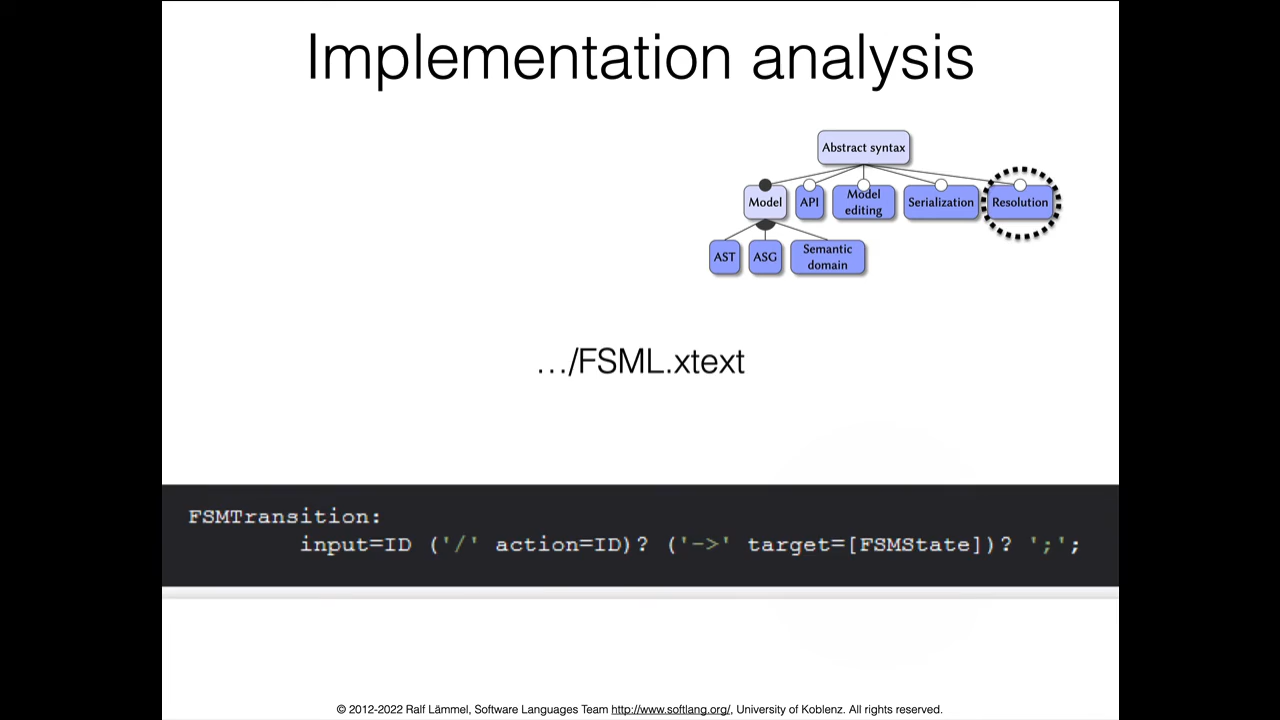 Implementation analysis
Abstract syntax
Model
API
Model
editing
Serialization
Resolution
AST
ASG
Semantic
domain
…/FSML.xtext
FSMTransition:
input=ID ('/' action=ID)? ('->' target=[FSMState])? ';';
© 2012-2022 Ralf Lämmel, Software Languages Team http://www.softlang.org/, University of Koblenz. All rights reserved.